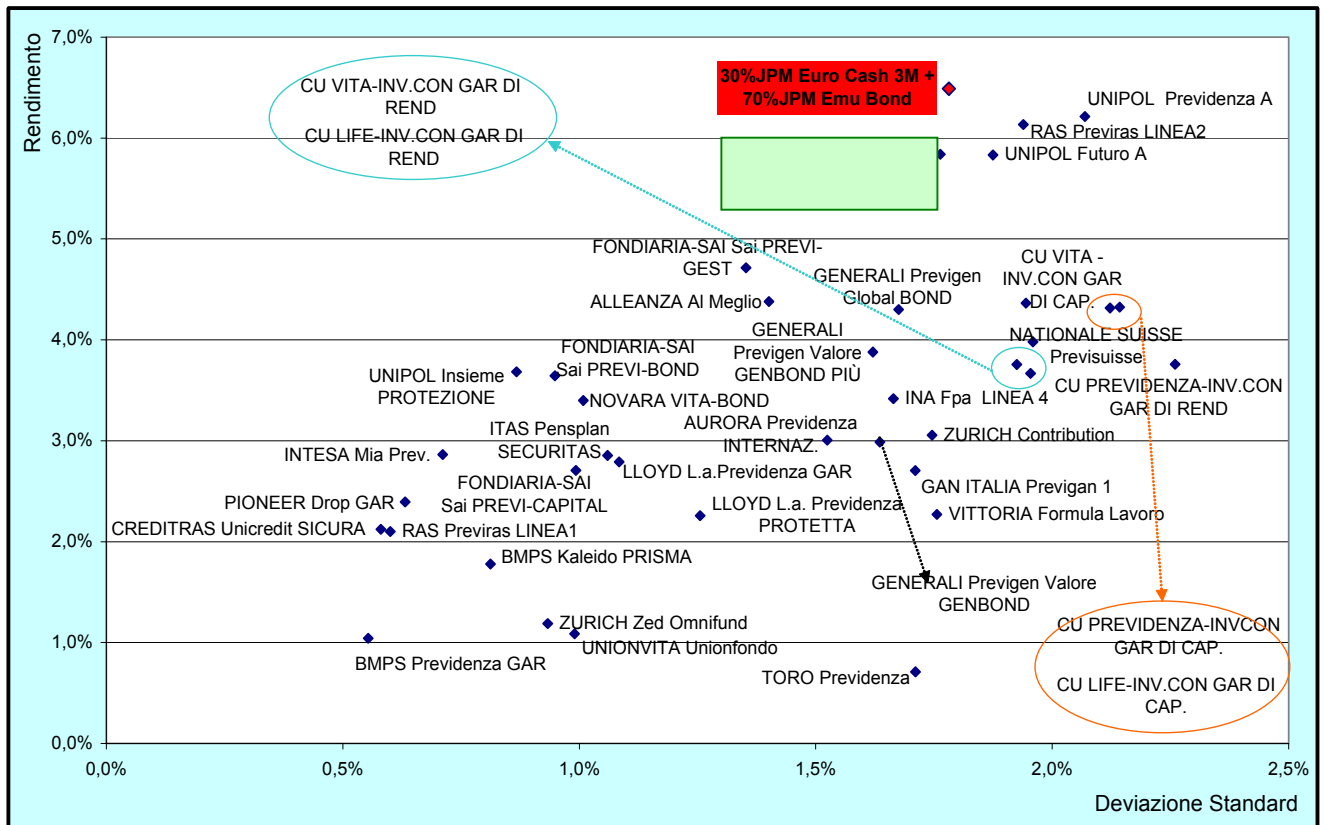 Rendimento
7,0%
6,0%
5,0%
4,0%
3,0%
2,0%
1,0%
0,0%
CU VITA-INV.CON GAR DI
REND
CU LIFE-INV.CON GAR DI
REND
30%JPM Euro Cash 3M +
70%JPM Emu Bond
UNIPOL Previdenza A
RAS Previras LINEA2
UNIPOL Futuro A
FONDIARIA-SAI Sai PREVI-
GEST
CU VITA -
INV.CON GAR
DI CAP.
GENERALI Previgen
Global BOND
ALLEANZA Al Meglio
GENERALI
Previgen Valore
GENBOND PIÙ
NATIONALE SUISSE
Previsuisse
FONDIARIA-SAI
Sai PREVI-BOND
UNIPOL Insieme
PROTEZIONE
CU PREVIDENZA-INV.CON
GAR DI REND
NOVARA VITA-BOND
INA Fpa LINEA 4
AURORA Previdenza
INTERNAZ.
ZURICH Contribution
ITAS Pensplan
SECURITAS
INTESA Mia Prev.
LLOYD L.a.Previdenza GAR
FONDIARIA-SAI
Sai PREVI-CAPITAL
GAN ITALIA Previgan 1
PIONEER Drop GAR
LLOYD L.a. Previdenza
PROTETTA
VITTORIA Formula Lavoro
CREDITRAS Unicredit SICURA
RAS Previras LINEA1
BMPS Kaleido PRISMA
GENERALI Previgen Valore
GENBOND
ZURICH Zed Omnifund
UNIONVITA Unionfondo
BMPS Previdenza GAR
TORO Previdenza
CU PREVIDENZA-INVCON
GAR DI CAP.
CU LIFE-INV.CON GAR DI
CAP.
0,0%
0,5%
1,0%
1,5%
2,0%
2,5%
Deviazione Standard